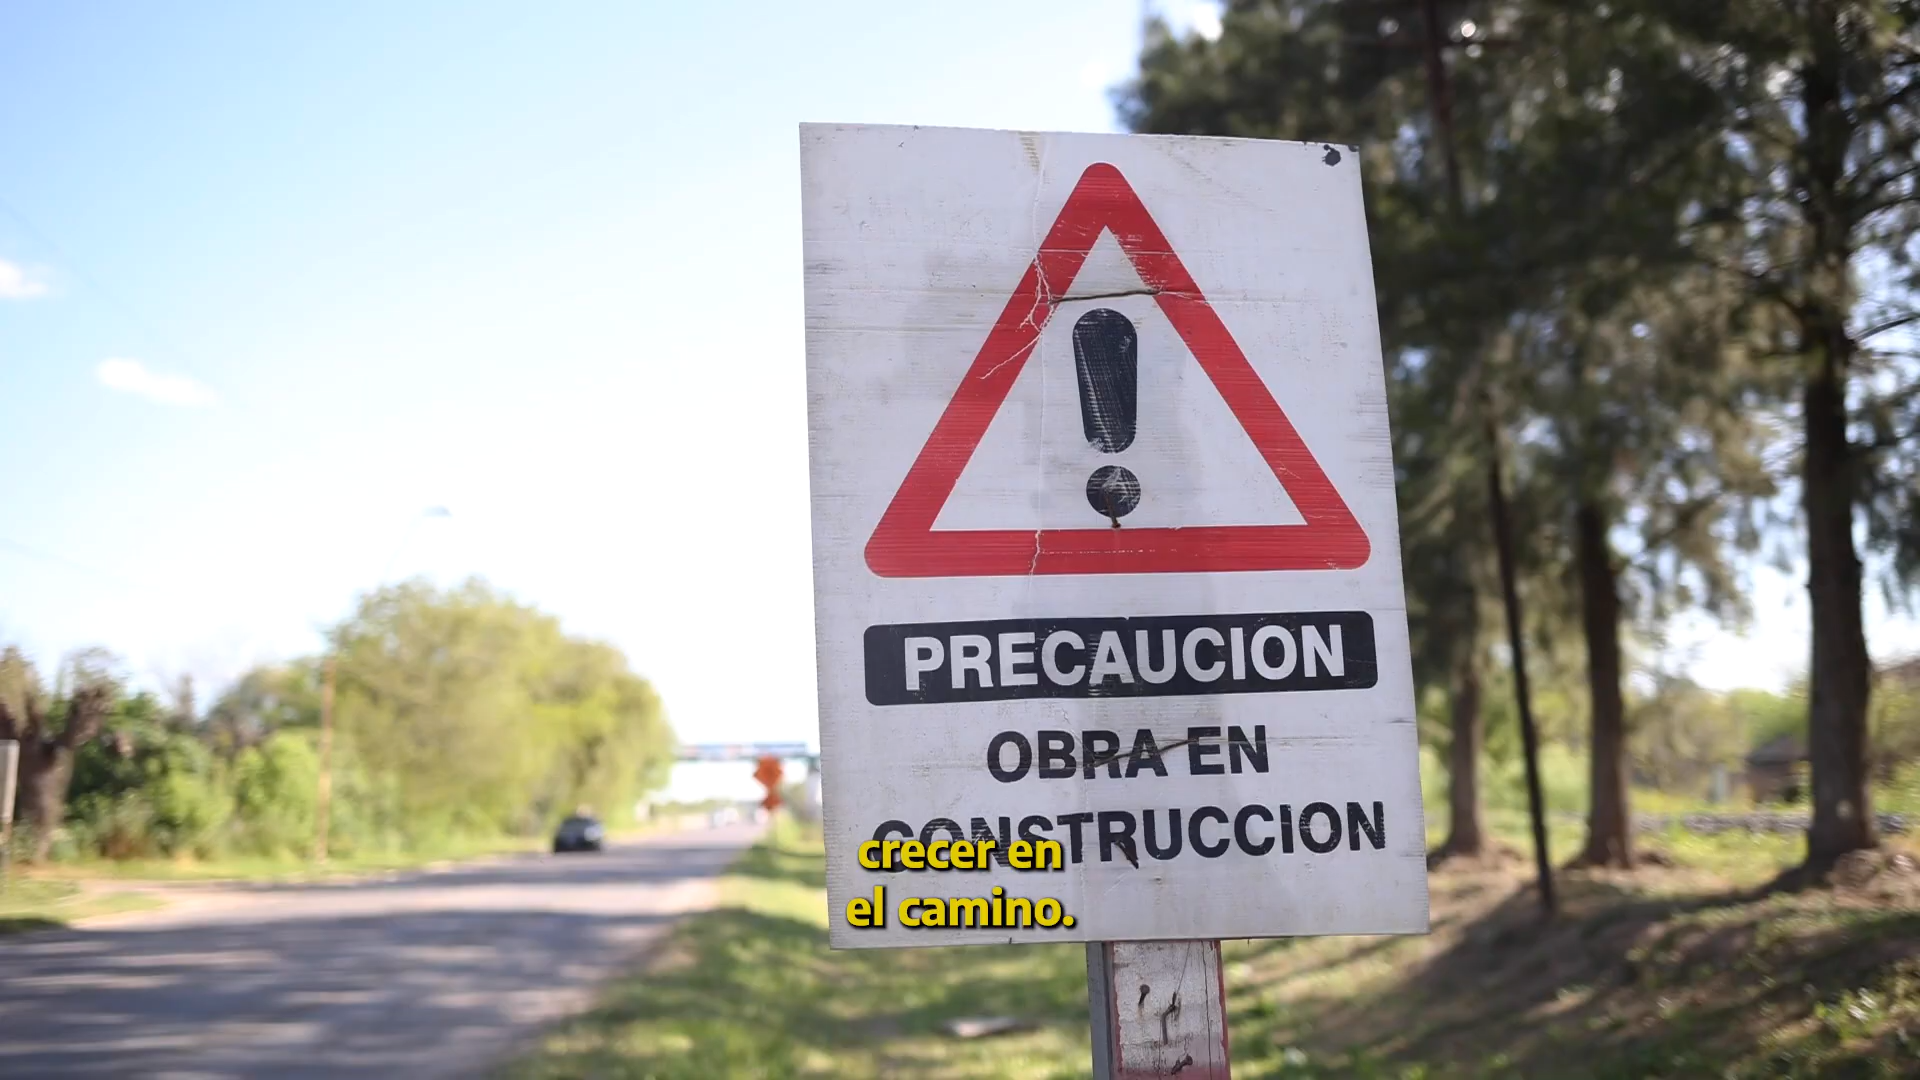 PRECAUCION
OBRA EN
CONSTRUCCION
crecer en
el camino.